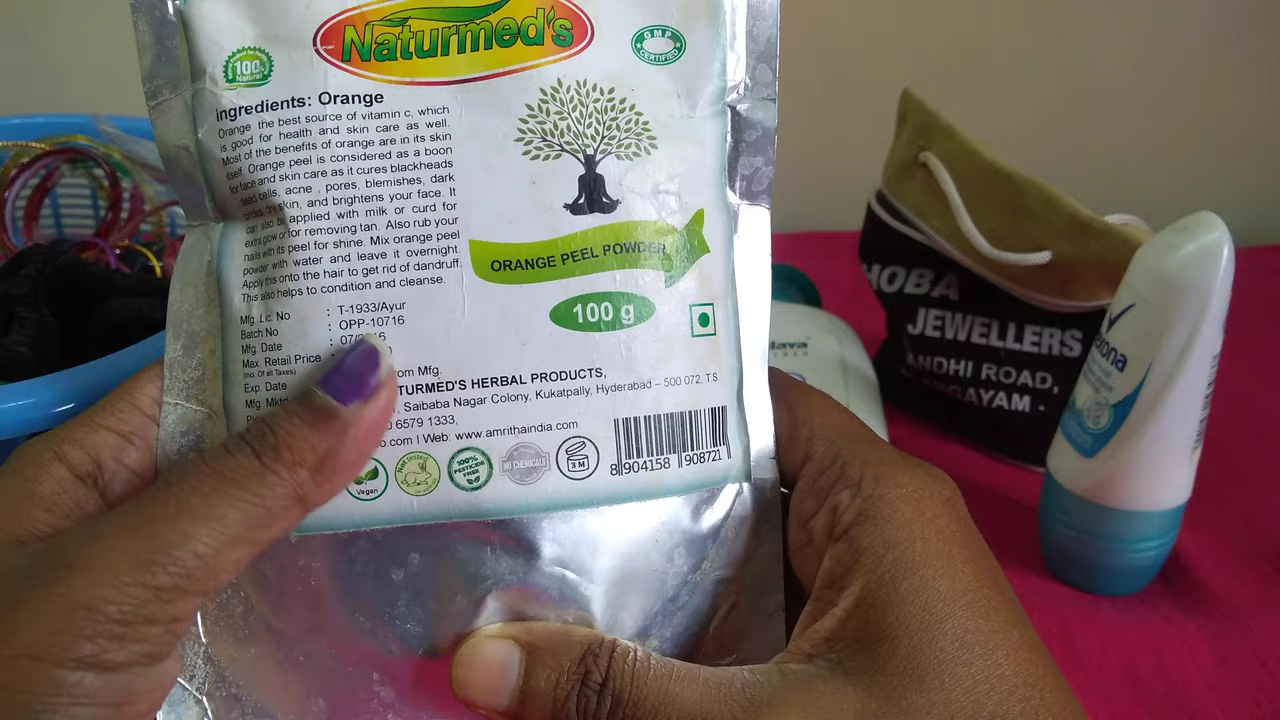 Naturmed's
100%
Natural
GMP
CERTIFIED
Ingredients: Orange
Orange the best source of vitamin c, which
is good for health and skin care as well.
Most of the benefits of orange are in its skin
itself. Orange peel is considered as a boon
for face and skin care as it cures blackheads
dead cells, acne , pores, blemishes, dark
circles, dry skin, and brightens your face. It
can also be applied with milk or curd for
extra glow or for removing tan. Also rub your
nails with its peel for shine. Mix orange peel
powder with water and leave it overnight.
Apply this onto the hair to get rid of dandruff.
This also helps to condition and cleanse.
ORANGE PEEL POWDER
100 g
Mfg. Lic. No : T-1933/Ayur
Batch No : OPP-10716
Mfg. Date : 07/
Max. Retail Price :
(Incl. Of all Taxes)
Exp. Date from Mfg.
Mfg. Mktd TURMED'S HERBAL PRODUCTS,
Saibaba Nagar Colony, Kukatpally, Hyderabad – 500 072, TS
6579 1333,
.com I Web: www.amrithaindia.com
Vegan
Not tested
100%
PESTICIDE
FREE
NO CHEMICALS
3 M
8 904158 908721
HOBA
JEWELLERS
ANDHI ROAD,
GAYAM -
xona